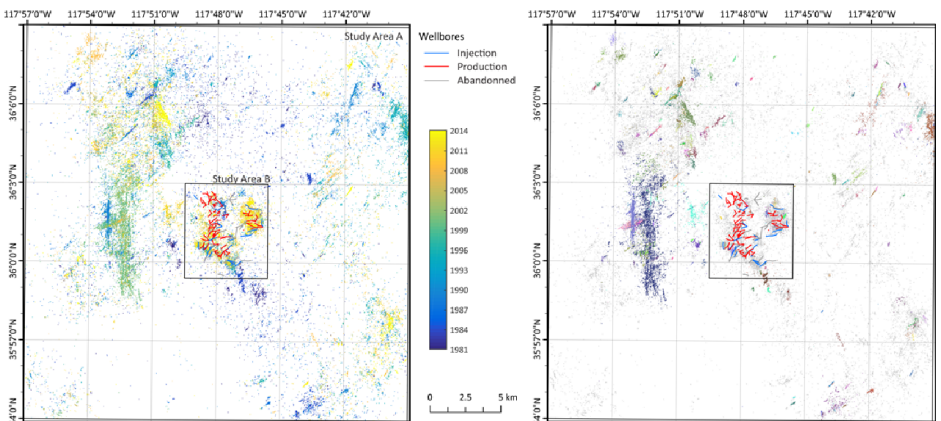 117°57'0"W 117°54'0"W 117°51'0"W 117°48'0"W 117°45'0"W 117°42'0"W
Study Area A
36°6'0"N
36°3'0"N
36°0'0"N
35°57'0"N
4'0"N
Study Area B
Wellbores
Injection
Production
Abandonned
2014
2011
2008
2005
2002
1999
1996
1993
1990
1987
1984
1981
0 2.5 5 km
117°57'0"W 117°54'0"W 117°51'0"W 117°48'0"W 117°45'0"W 117°42'0"W
36°6'0"N
36°3'0"N
36°0'0"N
35°57'0"N
4'0"N